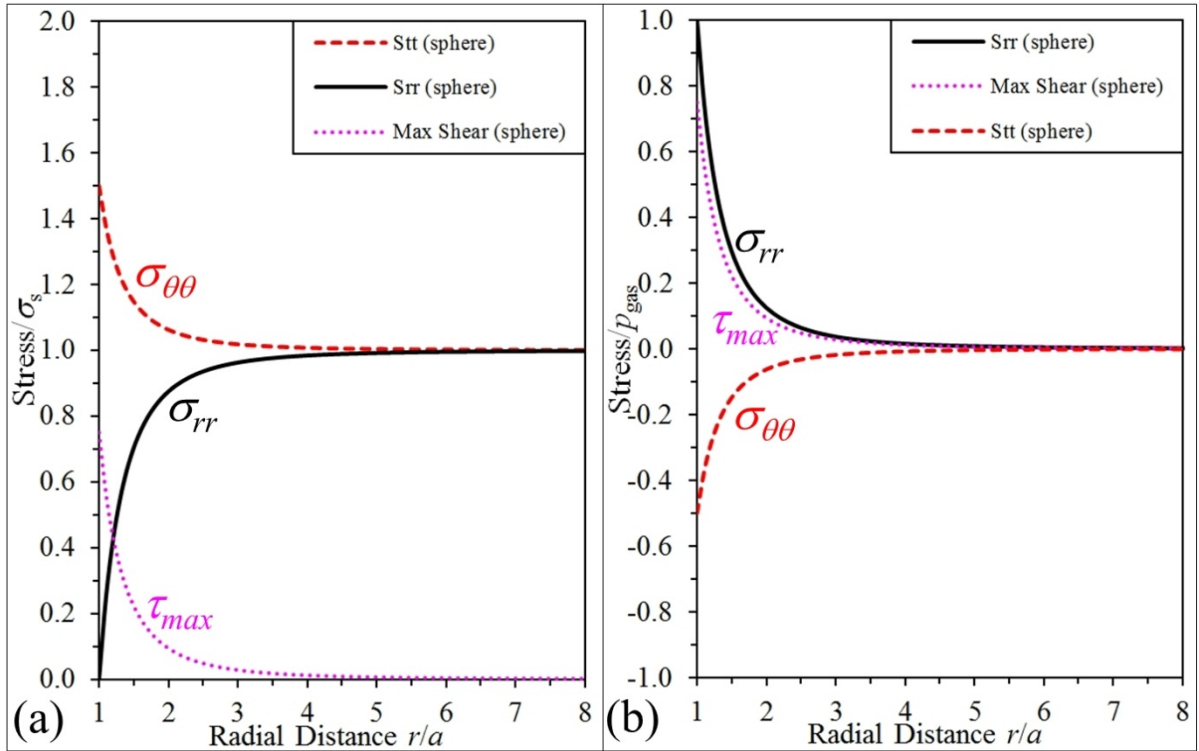 2.0
1.8
1.6
1.4
1.2
1.0
0.8
0.6
0.4
0.2
0.0
Stress/σs
Stt (sphere)
Srr (sphere)
Max Shear (sphere)
σθθ
σrr
τmax
1 2 3 4 5 6 7 8
Radial Distance r/a
(a)
1.0
0.8
0.6
0.4
0.2
0.0
-0.2
-0.4
-0.6
-0.8
-1.0
Stress/pgas
Srr (sphere)
Max Shear (sphere)
Stt (sphere)
σrr
τmax
σθθ
1 2 3 4 5 6 7 8
Radial Distance r/a
(b)